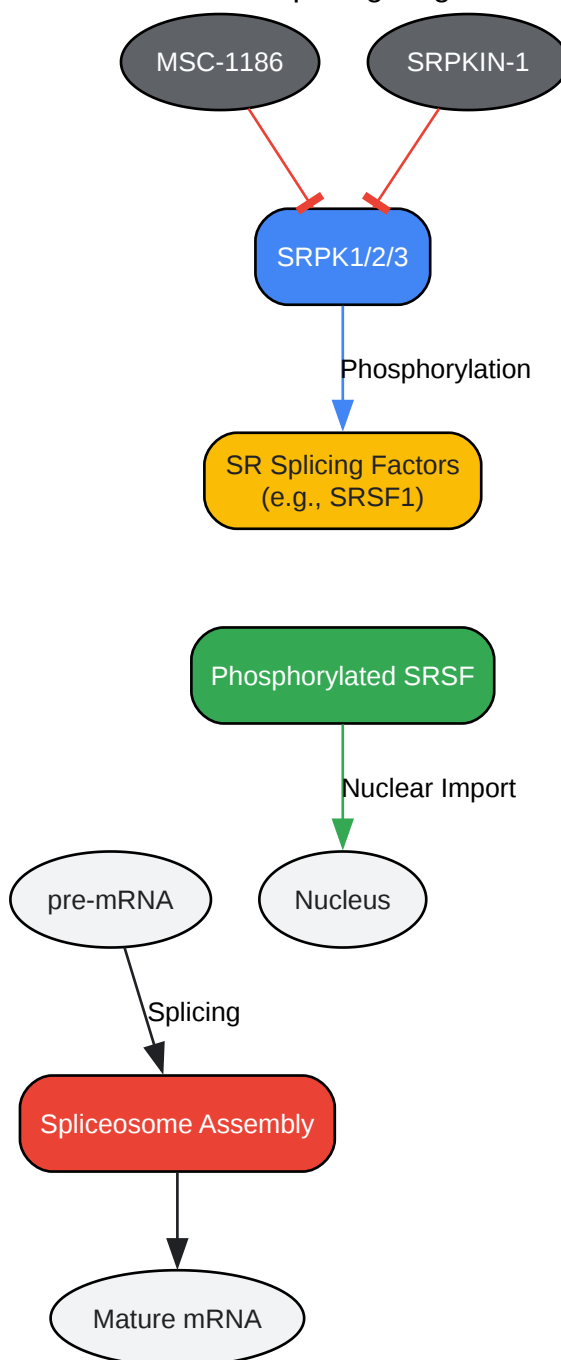 MSC-1186
SRPKIN-1
SRPK1/2/3
Phosphorylation
SR Splicing Factors
(e.g., SRSF1)
Phosphorylated SRSF
Nuclear Import
pre-mRNA
Nucleus
Splicing
Spliceosome Assembly
Mature mRNA